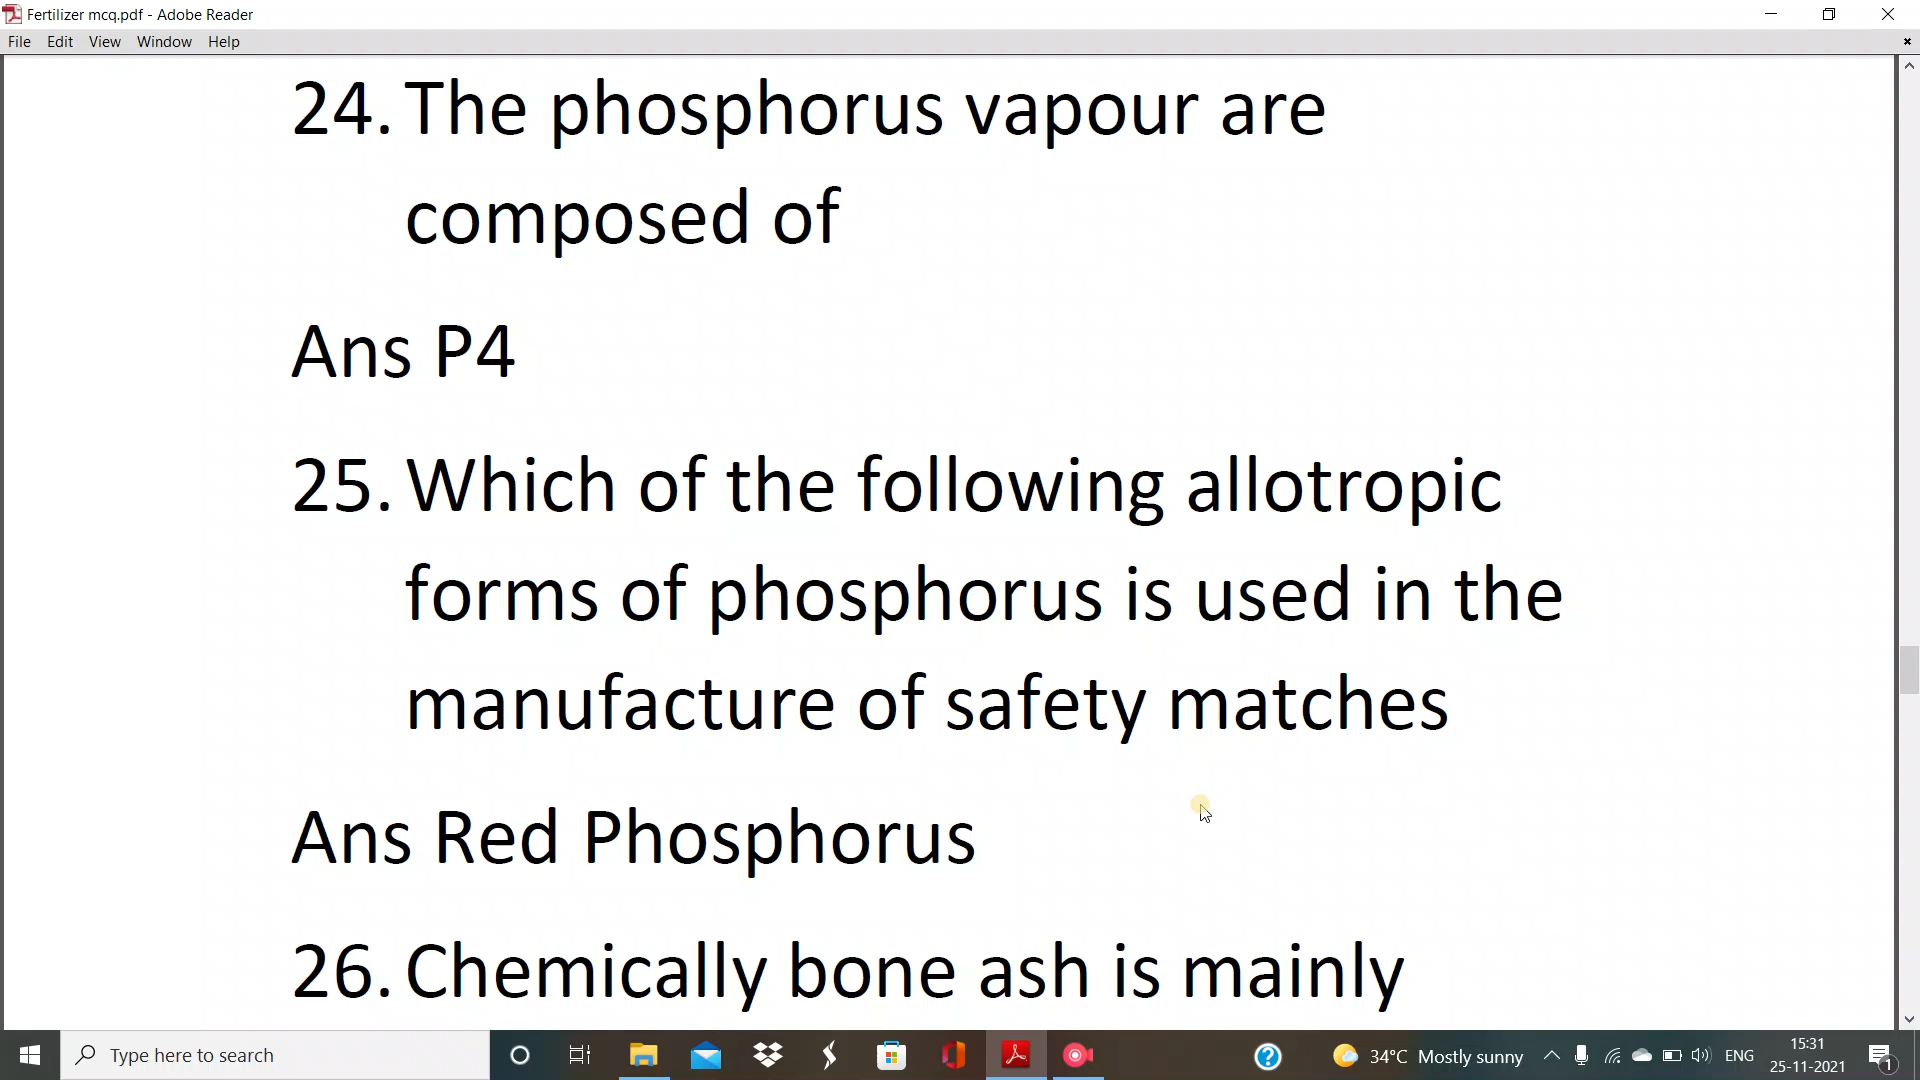 Fertilizer mcq.pdf - Adobe Reader
File Edit View Window Help
24. The phosphorus vapour are
composed of
Ans P4
25. Which of the following allotropic
forms of phosphorus is used in the
manufacture of safety matches
Ans Red Phosphorus
26. Chemically bone ash is mainly
Type here to search
34°C Mostly sunny
ENG
15:31
25-11-2021
1